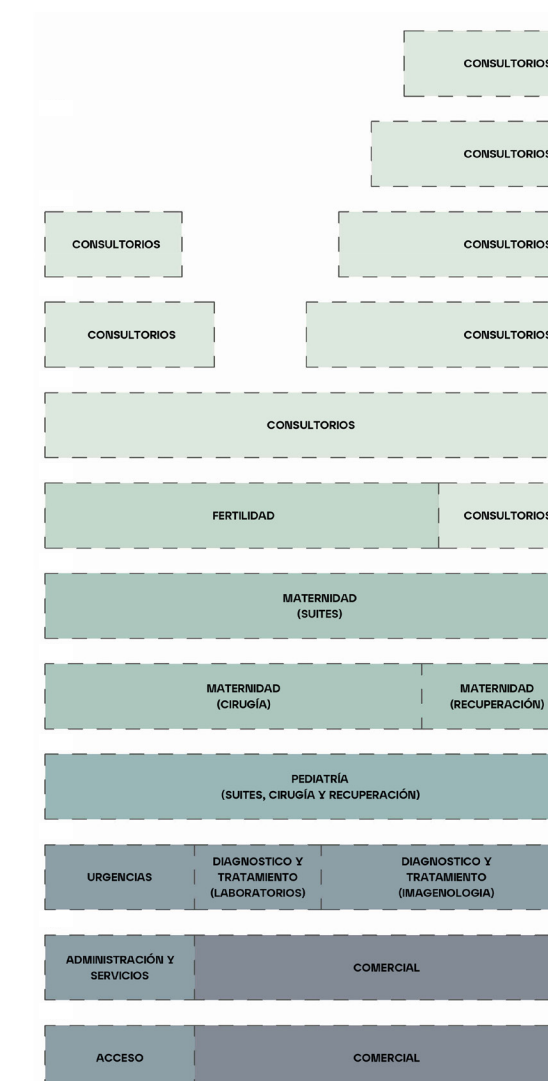 CONSULTORIOS
CONSULTORIOS
CONSULTORIOS
CONSULTORIOS
CONSULTORIOS
CONSULTORIOS
CONSULTORIOS
FERTILIDAD
CONSULTORIOS
MATERNIDAD
(SUITES)
MATERNIDAD
(CIRUGÍA)
MATERNIDAD
(RECUPERACIÓN)
PEDIATRÍA
(SUITES, CIRUGÍA Y RECUPERACIÓN)
URGENCIAS
DIAGNOSTICO Y
TRATAMIENTO
(LABORATORIOS)
DIAGNOSTICO Y
TRATAMIENTO
(IMAGENOLOGIA)
ADMINISTRACIÓN Y
SERVICIOS
COMERCIAL
ACCESO
COMERCIAL